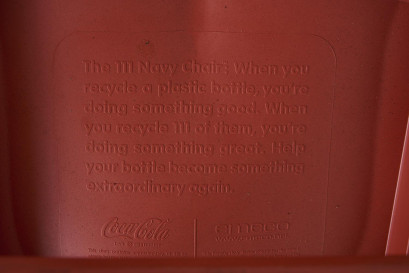 The 111 Navy Chair: When you
recycle a plastic bottle, you're
doing something good. When
you recycle 111 of them, you're
doing something great. Help
your bottle become something
extraordinary again.
Coca-Cola
emeco